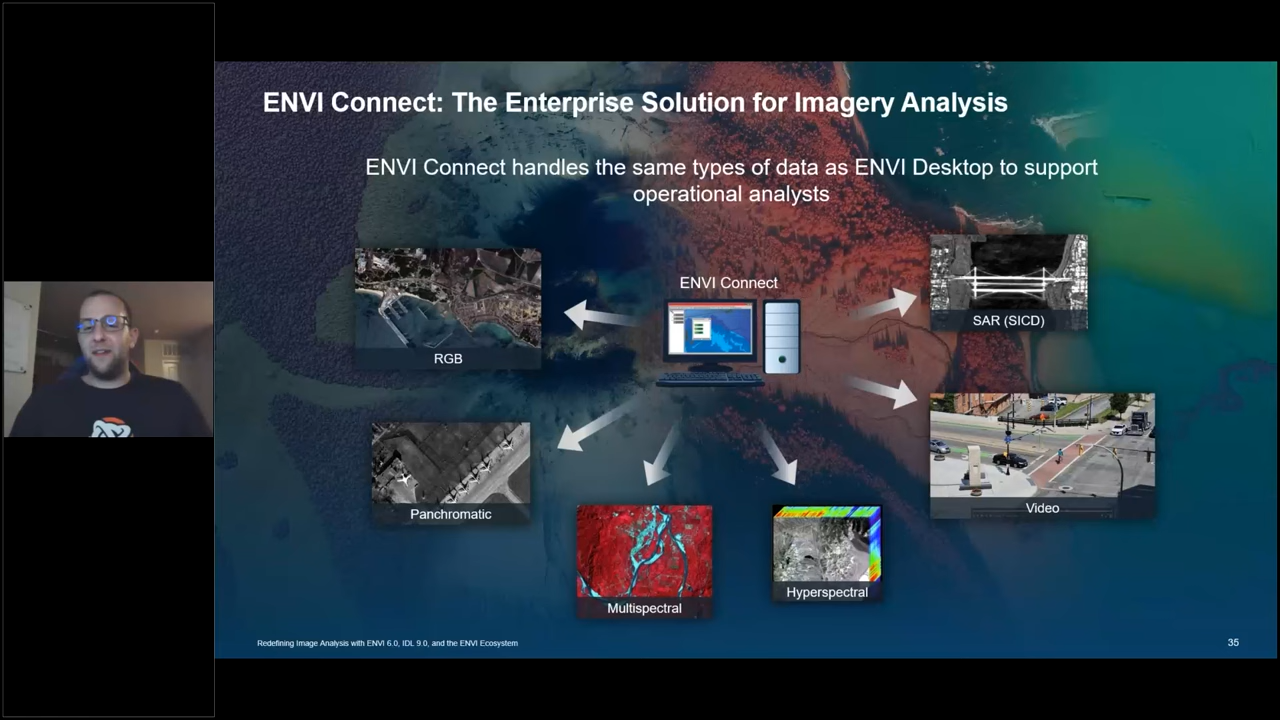 ENVI Connect: The Enterprise Solution for Imagery Analysis
ENVI Connect handles the same types of data as ENVI Desktop to support
operational analysts
ENVI Connect
RGB
SAR (SICD)
Panchromatic
Video
Multispectral
Hyperspectral
Redefining Image Analysis with ENVI 6.0, IDL 9.0, and the ENVI Ecosystem
35